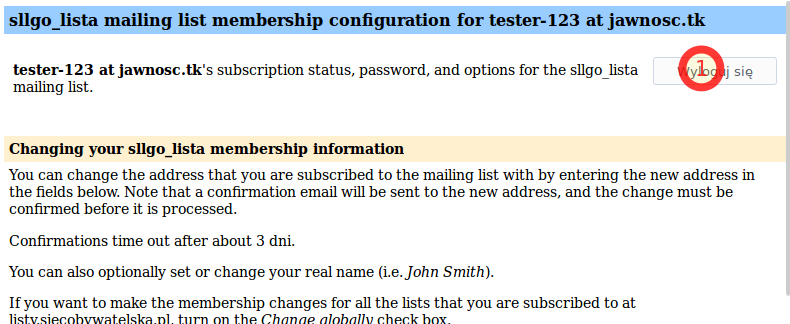 sllgo_lista mailing list membership configuration for tester-123 at jawnosc.tk
tester-123 at jawnosc.tk's subscription status, password, and options for the sllgo_lista
mailing list.
Wyloguj się
1
Changing your sllgo_lista membership information
You can change the address that you are subscribed to the mailing list with by entering the new address in
the fields below. Note that a confirmation email will be sent to the new address, and the change must be
confirmed before it is processed.
Confirmations time out after about 3 dni.
You can also optionally set or change your real name (i.e. John Smith).
If you want to make the membership changes for all the lists that you are subscribed to at
listy.siecobywatelska.pl, turn on the Change globally check box.